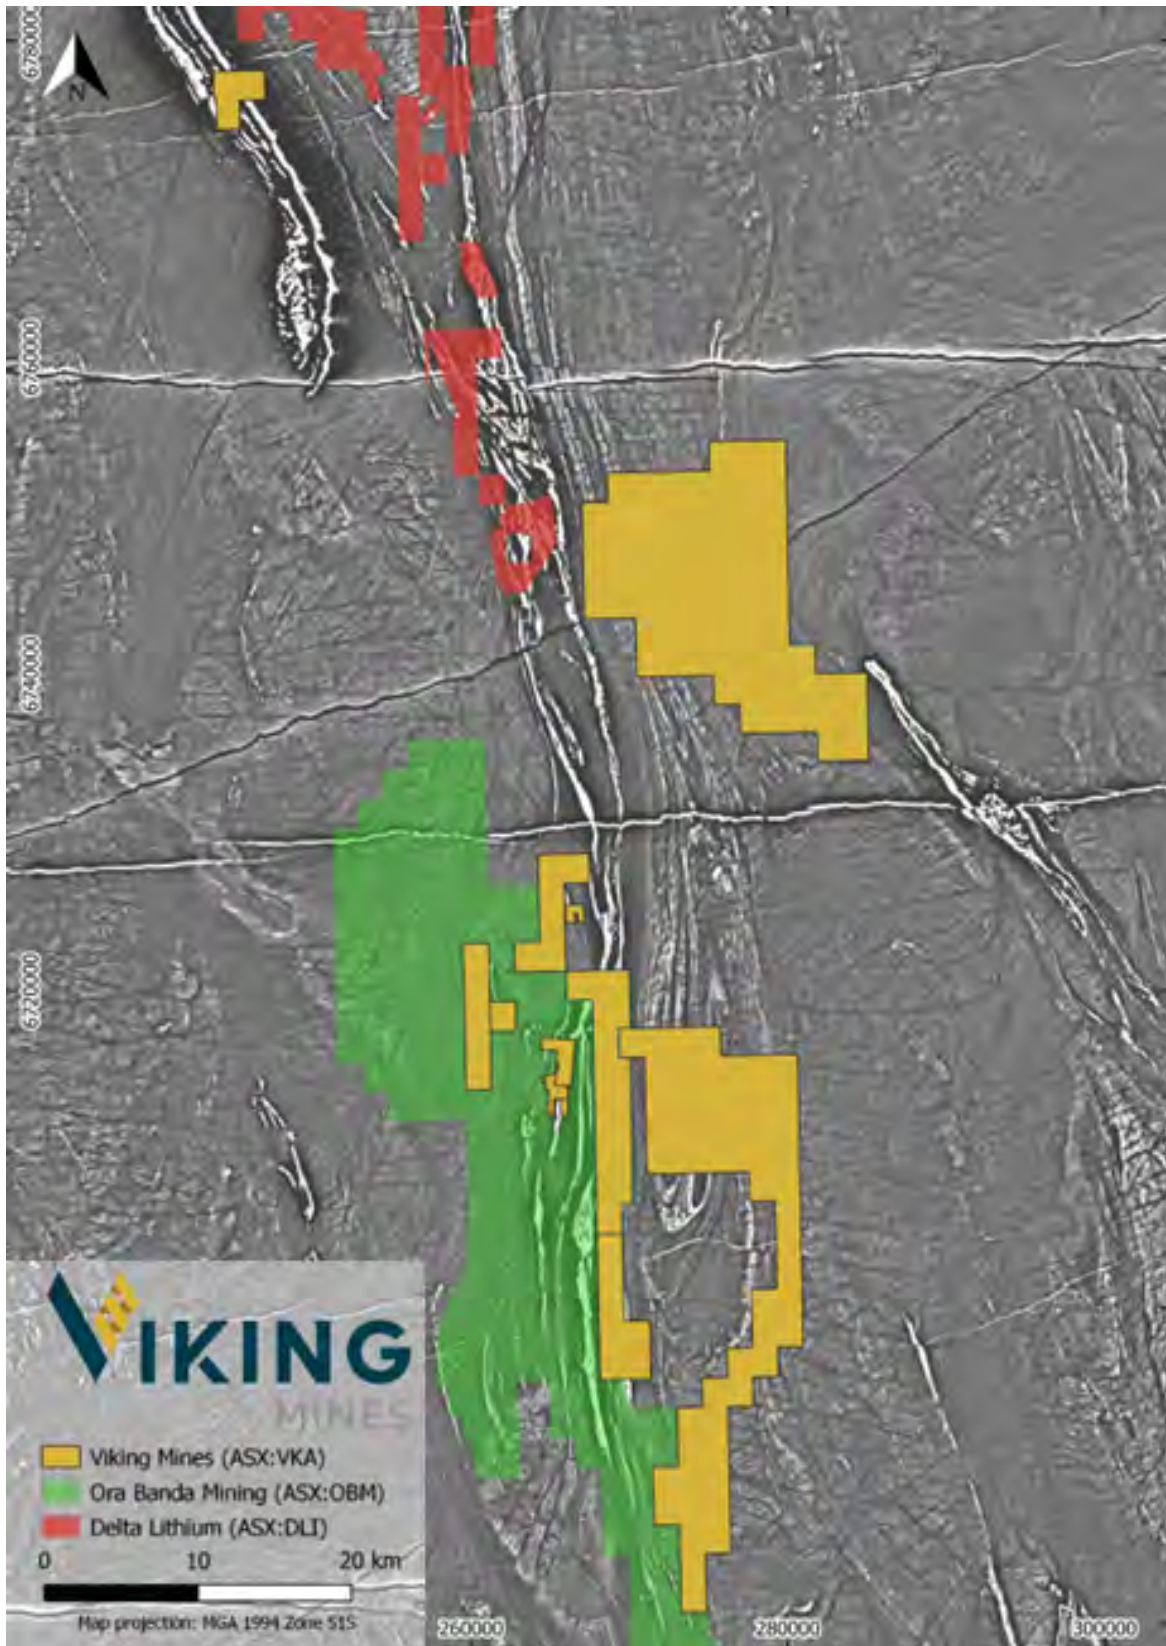 6780000
N
6760000
6740000
6720000
VIKING
MINES
Viking Mines (ASX:VKA)
Ora Banda Mining (ASX:OBM)
Delta Lithium (ASX:DLI)
0 10 20 km
Map projection: MGA 1994 Zone 51S
260000 280000 300000